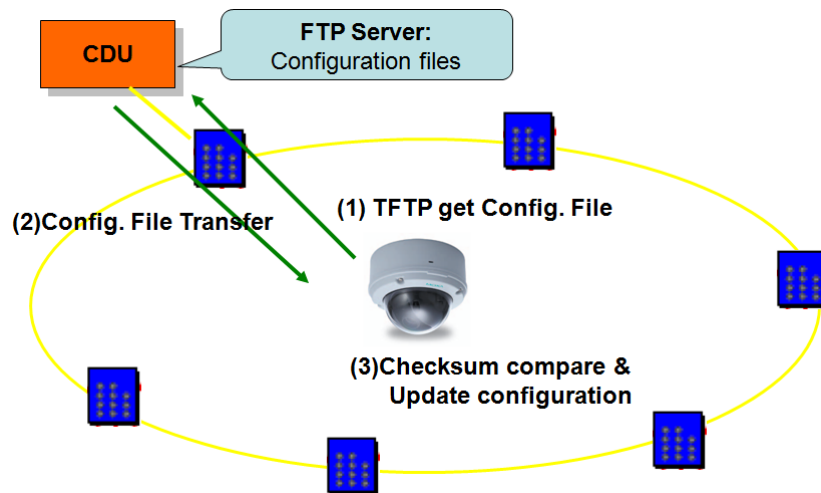 FTP Server:
Configuration files
CDU
(1) TFTP get Config. File
(2)Config. File Transfer
(3)Checksum compare &
Update configuration